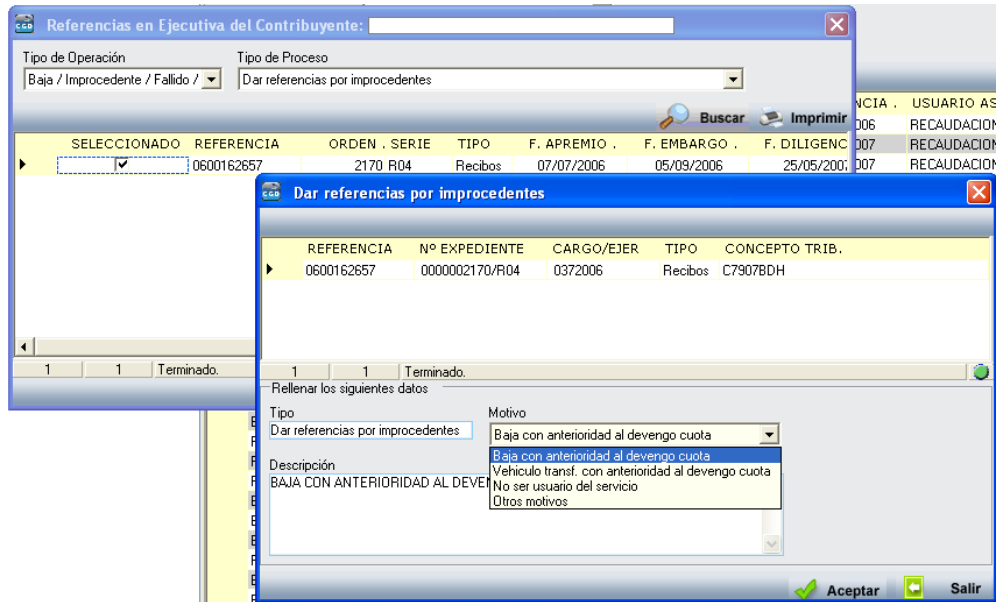 CGD Referencias en Ejecutiva del Contribuyente:
Tipo de Operación Tipo de Proceso
Baja / Improcedente / Fallido / Dar referencias por improcedentes
Buscar Imprimir
SELECCIONADO REFERENCIA ORDEN . SERIE TIPO F. APREMIO . F. EMBARGO . F. DILIGENC
0600162657 2170 R04 Recibos 07/07/2006 05/09/2006 25/05/2007
1 1 Terminado.
NCIA . USUARIO AS
006 RECAUDACION
007 RECAUDACION
007 RECAUDACION
CGD Dar referencias por improcedentes
REFERENCIA Nº EXPEDIENTE CARGO/EJER TIPO CONCEPTO TRIB.
0600162657 0000002170/R04 0372006 Recibos C7907BDH
1 1 Terminado.
Rellenar los siguientes datos
Tipo Motivo
Dar referencias por improcedentes Baja con anterioridad al devengo cuota
Baja con anterioridad al devengo cuota
Vehiculo transf. con anterioridad al devengo cuota
No ser usuario del servicio
Otros motivos
Descripción
BAJA CON ANTERIORIDAD AL DEVEN
Aceptar Salir